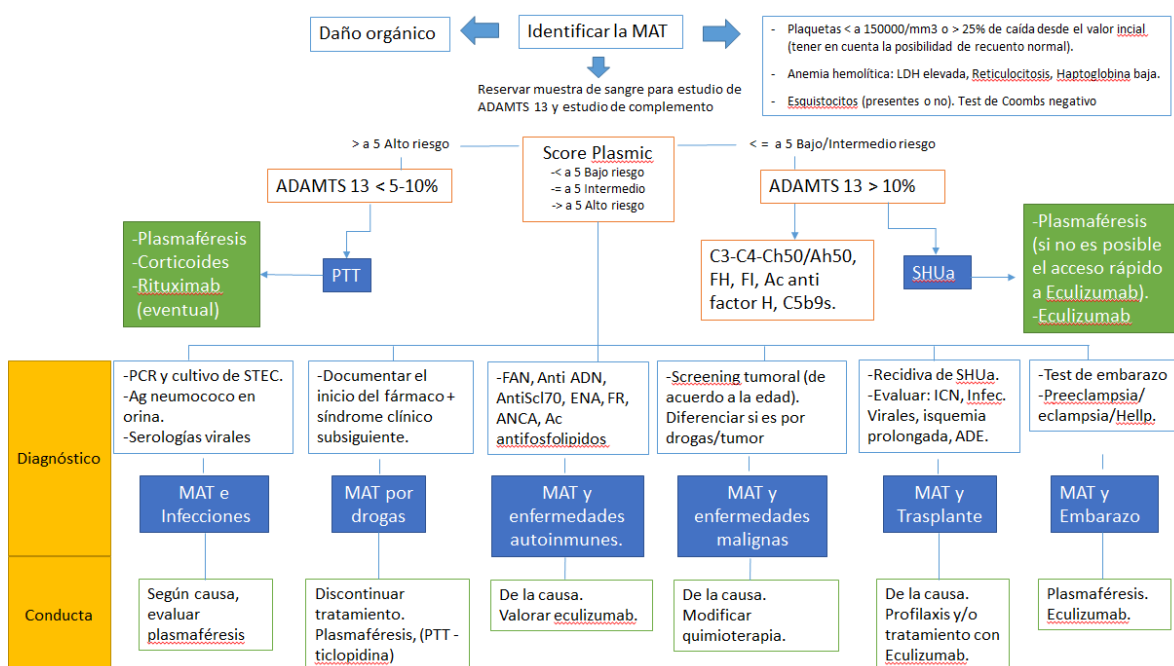 Daño orgánico
Identificar la MAT
- Plaquetas < a 150000/mm3 o > 25% de caída desde el valor incial
(tener en cuenta la posibilidad de recuento normal).
- Anemia hemolítica: LDH elevada, Reticulocitosis, Haptoglobina baja.
- Esquistocitos (presentes o no). Test de Coombs negativo
Reservar muestra de sangre para estudio de
ADAMTS 13 y estudio de complemento
> a 5 Alto riesgo
Score Plasmic
-< a 5 Bajo riesgo
-= a 5 Intermedio
-> a 5 Alto riesgo
< = a 5 Bajo/Intermedio riesgo
ADAMTS 13 < 5-10%
ADAMTS 13 > 10%
-Plasmaféresis
-Corticoides
-Rituximab
(eventual)
PTT
C3-C4-Ch50/Ah50,
FH, FI, Ac anti
factor H, C5b9s.
SHUa
-Plasmaféresis
(si no es posible
el acceso rápido
a Eculizumab).
-Eculizumab
Diagnóstico
-PCR y cultivo de STEC.
-Ag neumococo en
orina.
-Serologías virales
-Documentar el
inicio del fármaco +
síndrome clínico
subsiguiente.
-FAN, Anti ADN,
AntiScl70, ENA, FR,
ANCA, Ac
antifosfolipidos
-Screening tumoral (de
acuerdo a la edad).
Diferenciar si es por
drogas/tumor
-Recidiva de SHUa.
-Evaluar: ICN, Infec.
Virales, isquemia
prolongada, ADE.
-Test de embarazo
-Preeclampsia/
eclampsia/Hellp.
MAT e
Infecciones
MAT por
drogas
MAT y
enfermedades
autoinmunes.
MAT y
enfermedades
malignas
MAT y
Trasplante
MAT y
Embarazo
Conducta
Según causa,
evaluar
plasmaféresis
Discontinuar
tratamiento.
Plasmaféresis, (PTT -
ticlopidina)
De la causa.
Valorar eculizumab.
De la causa.
Modificar
quimioterapia.
De la causa.
Profilaxis y/o
tratamiento con
Eculizumab.
Plasmaféresis.
Eculizumab.